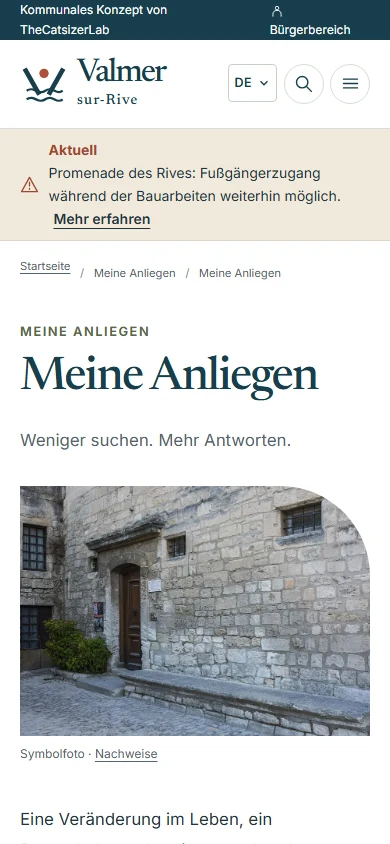 Kommunales Konzept von
TheCatsizerLab
Bürgerbereich
Valmer
sur-Rive
DE
Aktuell
Promenade des Rives: Fußgängerzugang
während der Bauarbeiten weiterhin möglich.
Mehr erfahren
Startseite / Meine Anliegen / Meine Anliegen
MEINE ANLIEGEN
Meine Anliegen
Weniger suchen. Mehr Antworten.
Symbolfoto · Nachweise
Eine Veränderung im Leben, ein